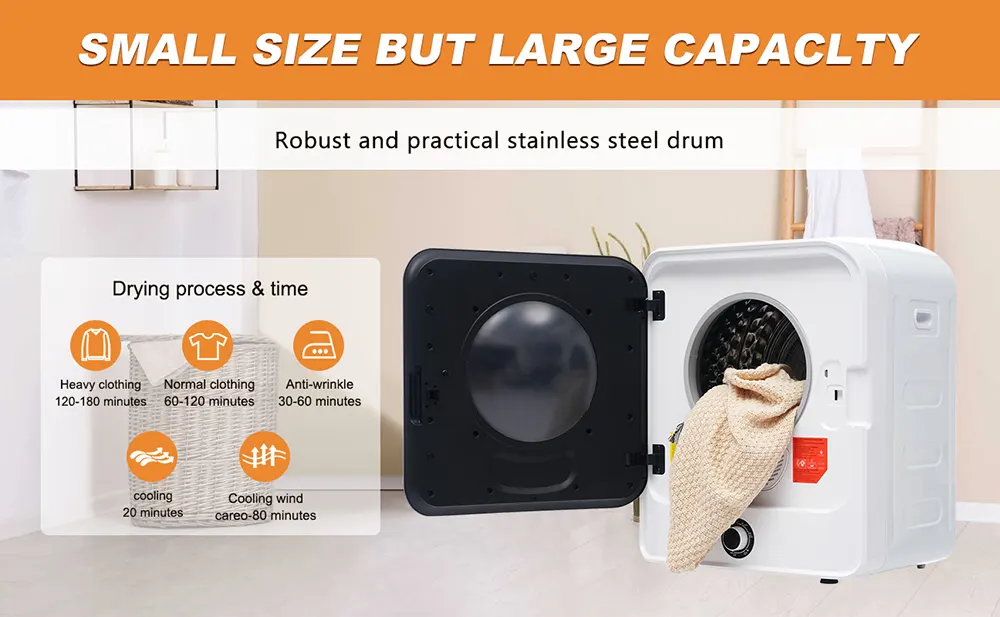 SMALL SIZE BUT LARGE CAPACLTY
Robust and practical stainless steel drum
Drying process & time
Heavy clothing
120-180 minutes
Normal clothing
60-120 minutes
Anti-wrinkle
30-60 minutes
cooling
20 minutes
Cooling wind
careo-80 minutes